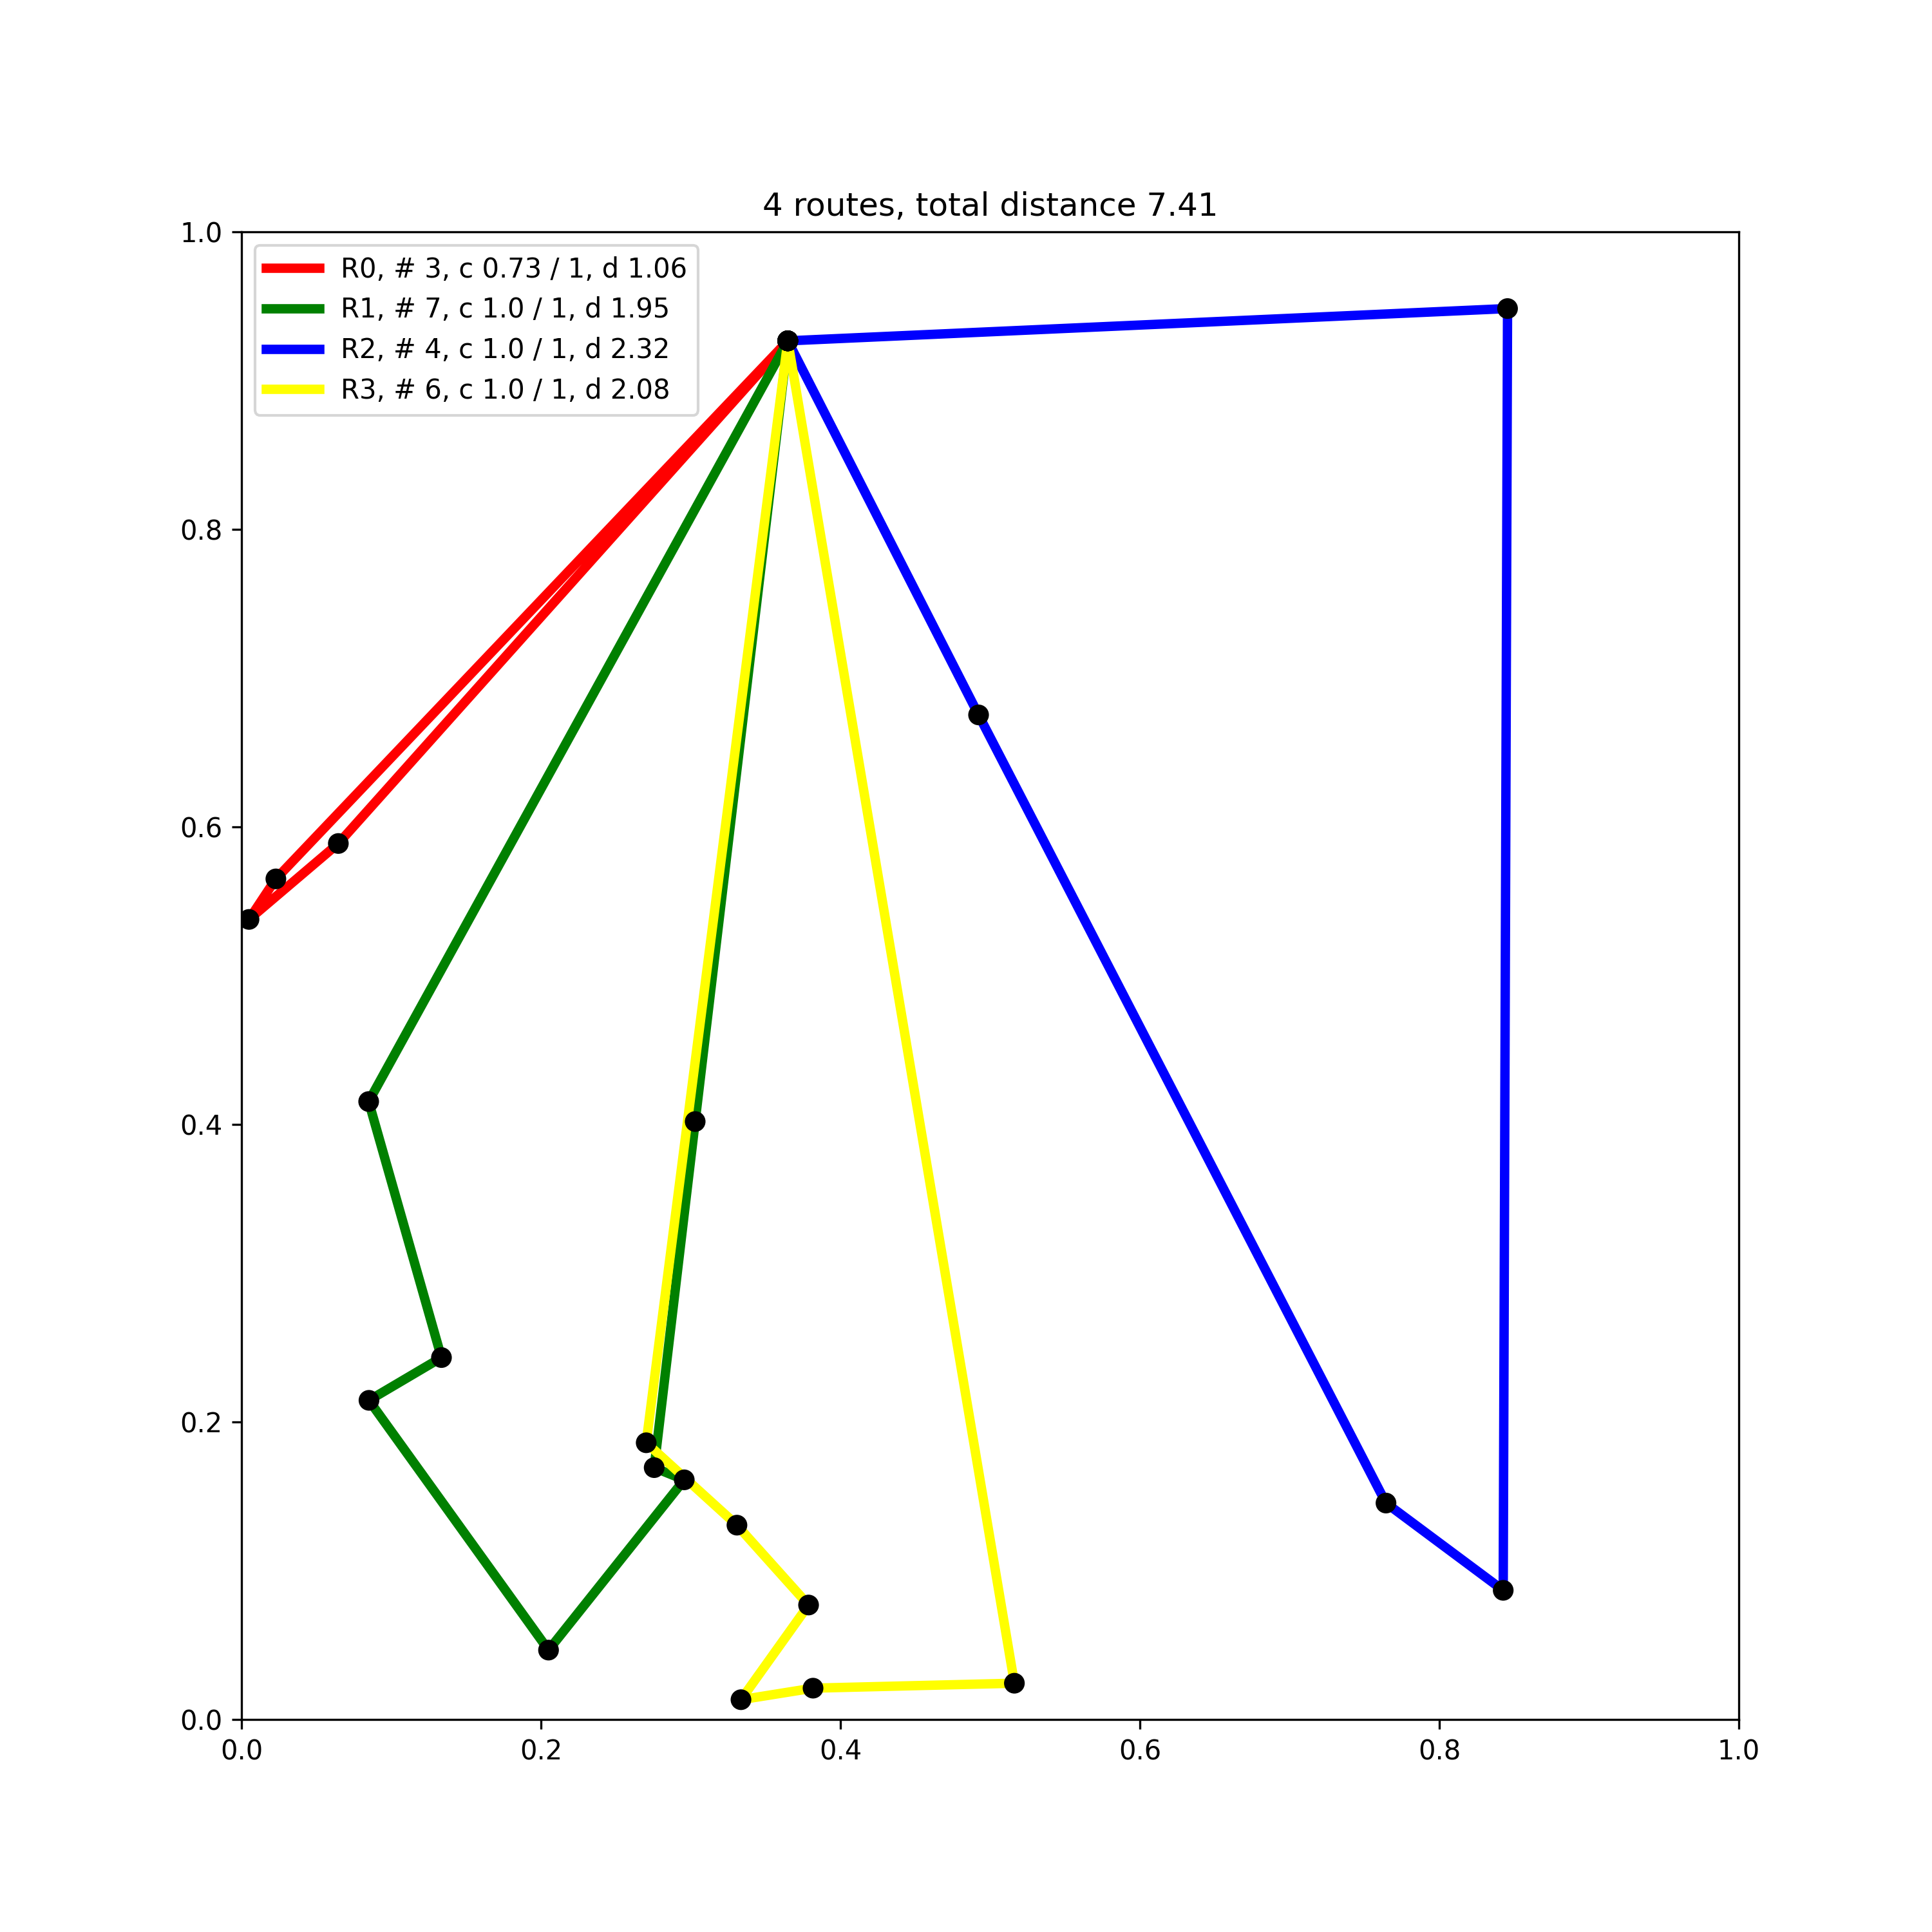 4 routes, total distance 7.41
1.0
R0, # 3, c 0.73 / 1, d 1.06
R1, # 7, c 1.0 / 1, d 1.95
R2, # 4, c 1.0 / 1, d 2.32
R3, # 6, c 1.0 / 1, d 2.08
0.8
0.6
0.4
0.2
0.0
0.0 0.2 0.4 0.6 0.8 1.0